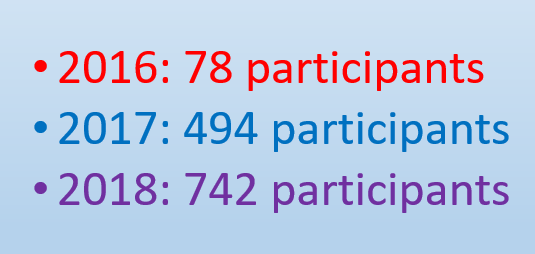 • 2016: 78 participants
• 2017: 494 participants
• 2018: 742 participants